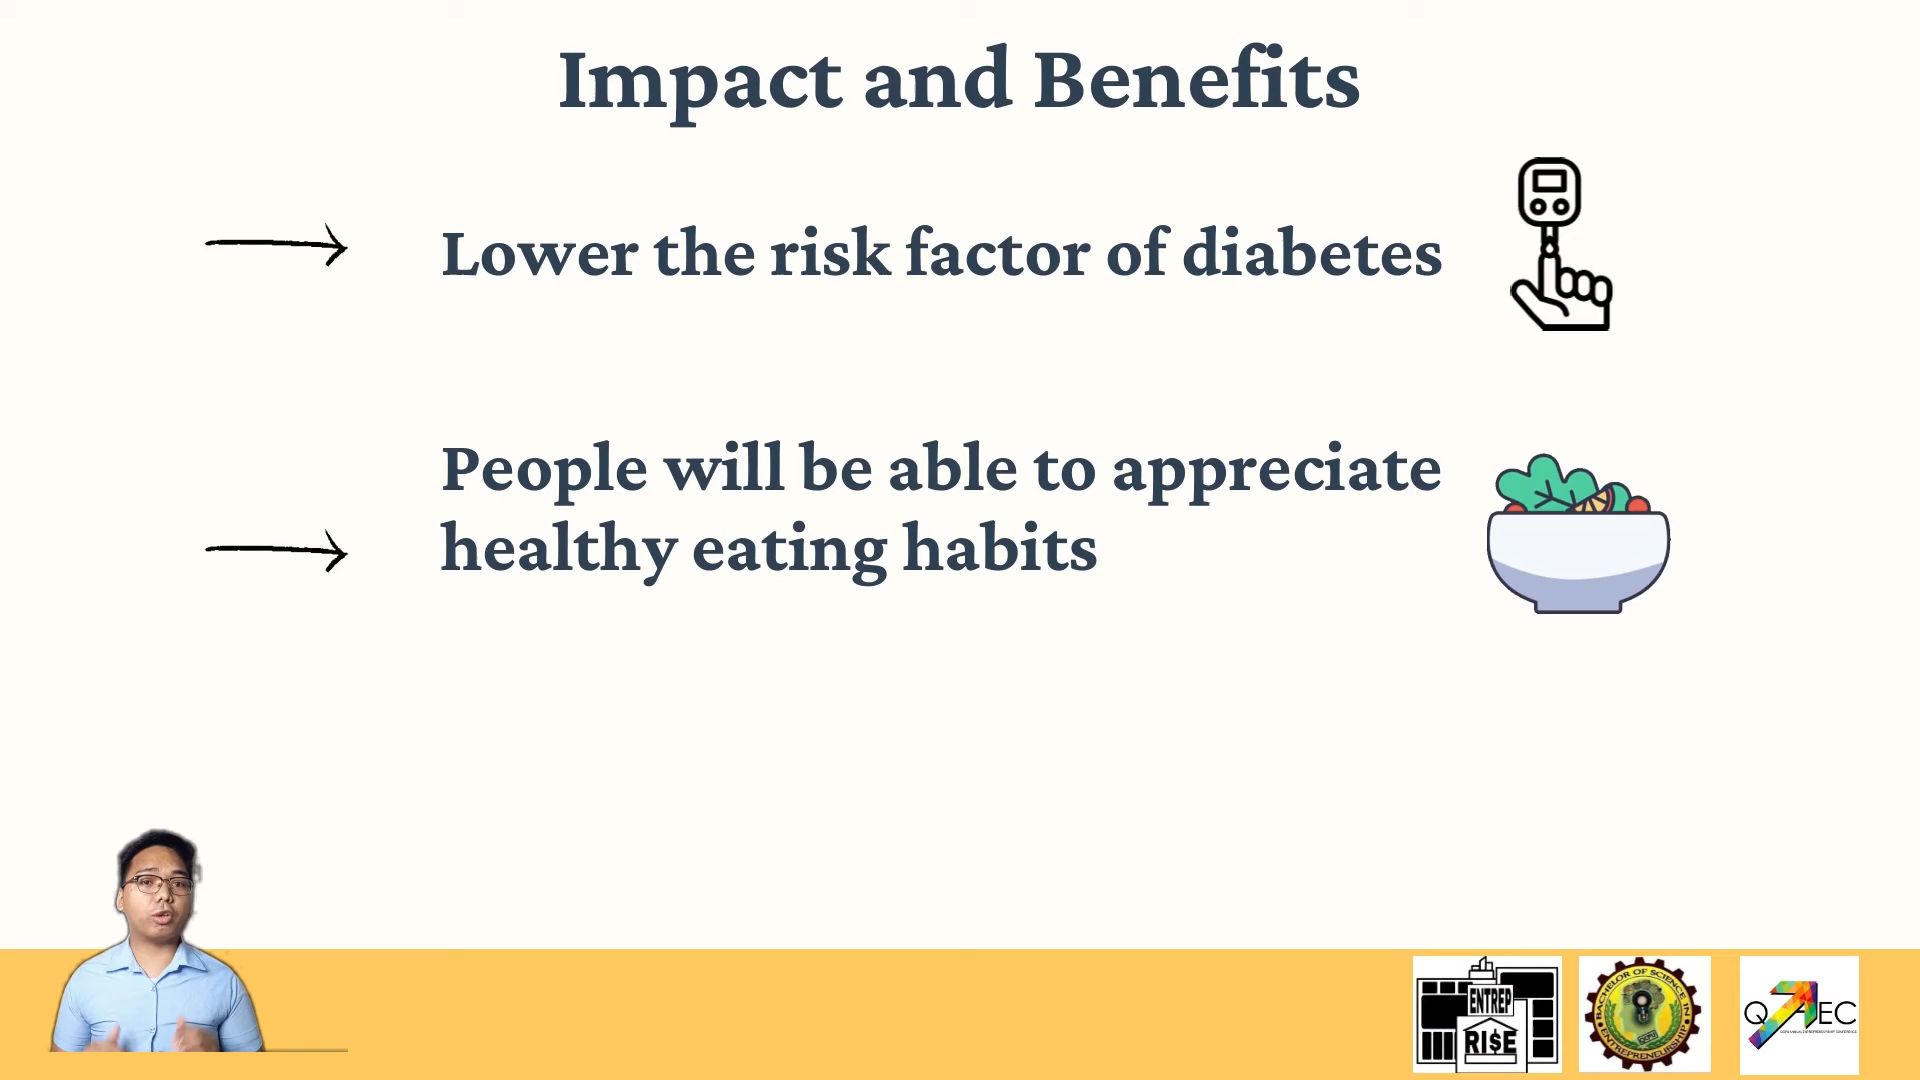 Impact and Benefits
Lower the risk factor of diabetes
People will be able to appreciate
healthy eating habits
ENTREP
RI$E
BACHELOR OF SCIENCE IN
ENTREPRENEURSHIP
Q7AEC